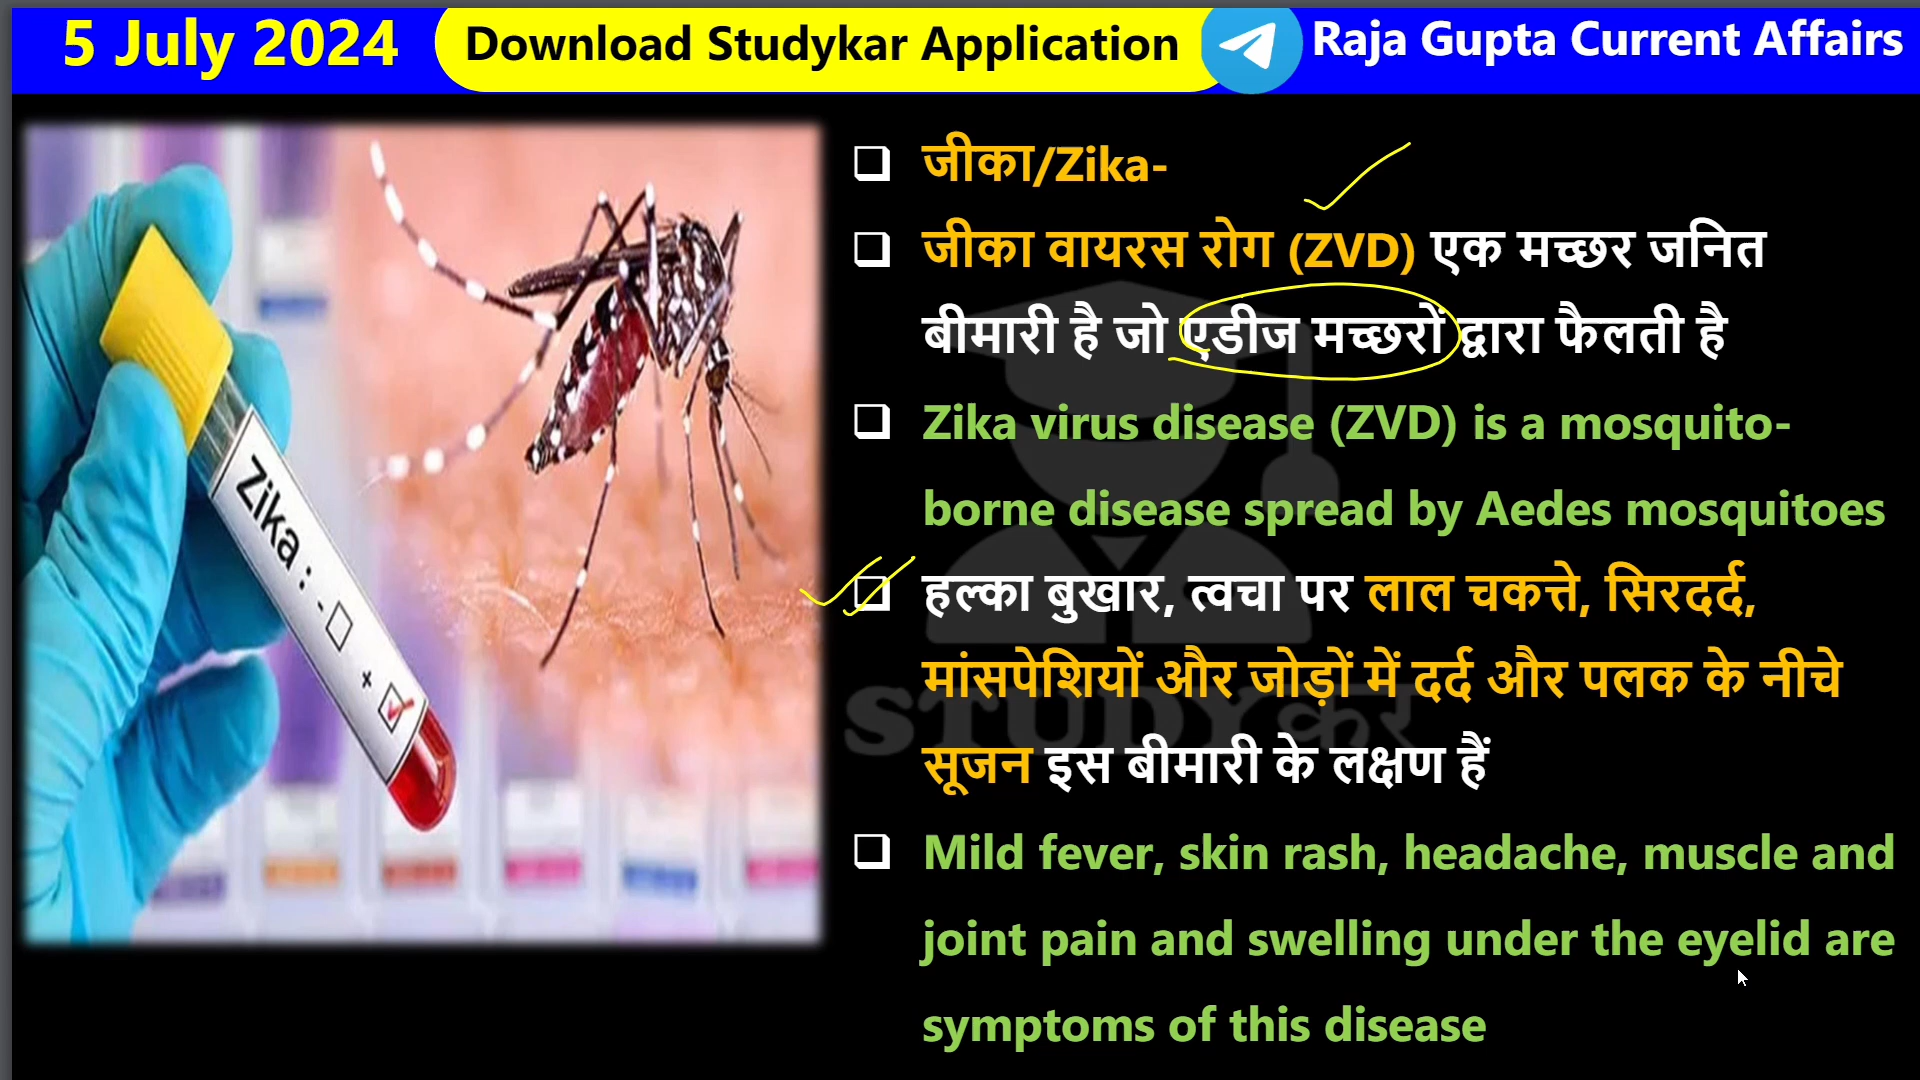 5 July 2024
Download Studykar Application
Raja Gupta Current Affairs
जीका/Zika-
जीका वायरस रोग (ZVD) एक मच्छर जनित
बीमारी है जो एडीज मच्छरों द्वारा फैलती है
Zika virus disease (ZVD) is a mosquito-
borne disease spread by Aedes mosquitoes
हल्का बुखार, त्वचा पर लाल चकत्ते, सिरदर्द,
मांसपेशियों और जोड़ों में दर्द और पलक के नीचे
सूजन इस बीमारी के लक्षण हैं
Mild fever, skin rash, headache, muscle and
joint pain and swelling under the eyelid are
symptoms of this disease
Zika : - +
STUDYकर